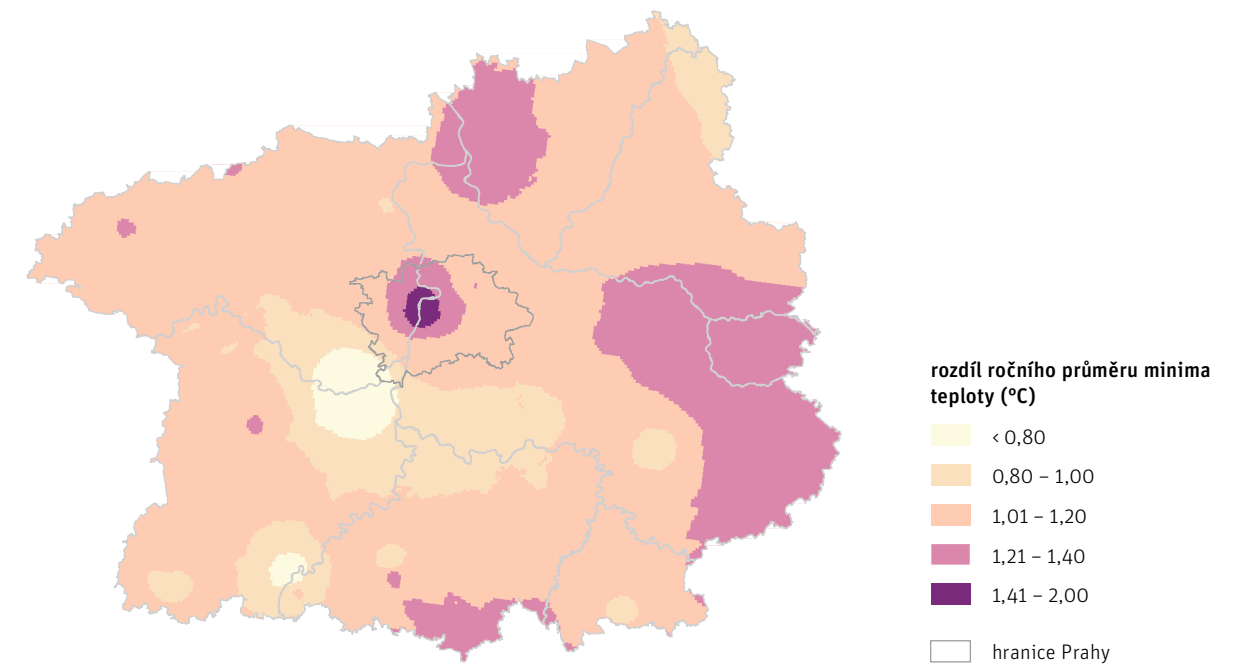 rozdíl ročního průměru minima
teploty (°C)
< 0,80
0,80 – 1,00
1,01 – 1,20
1,21 – 1,40
1,41 – 2,00
hranice Prahy